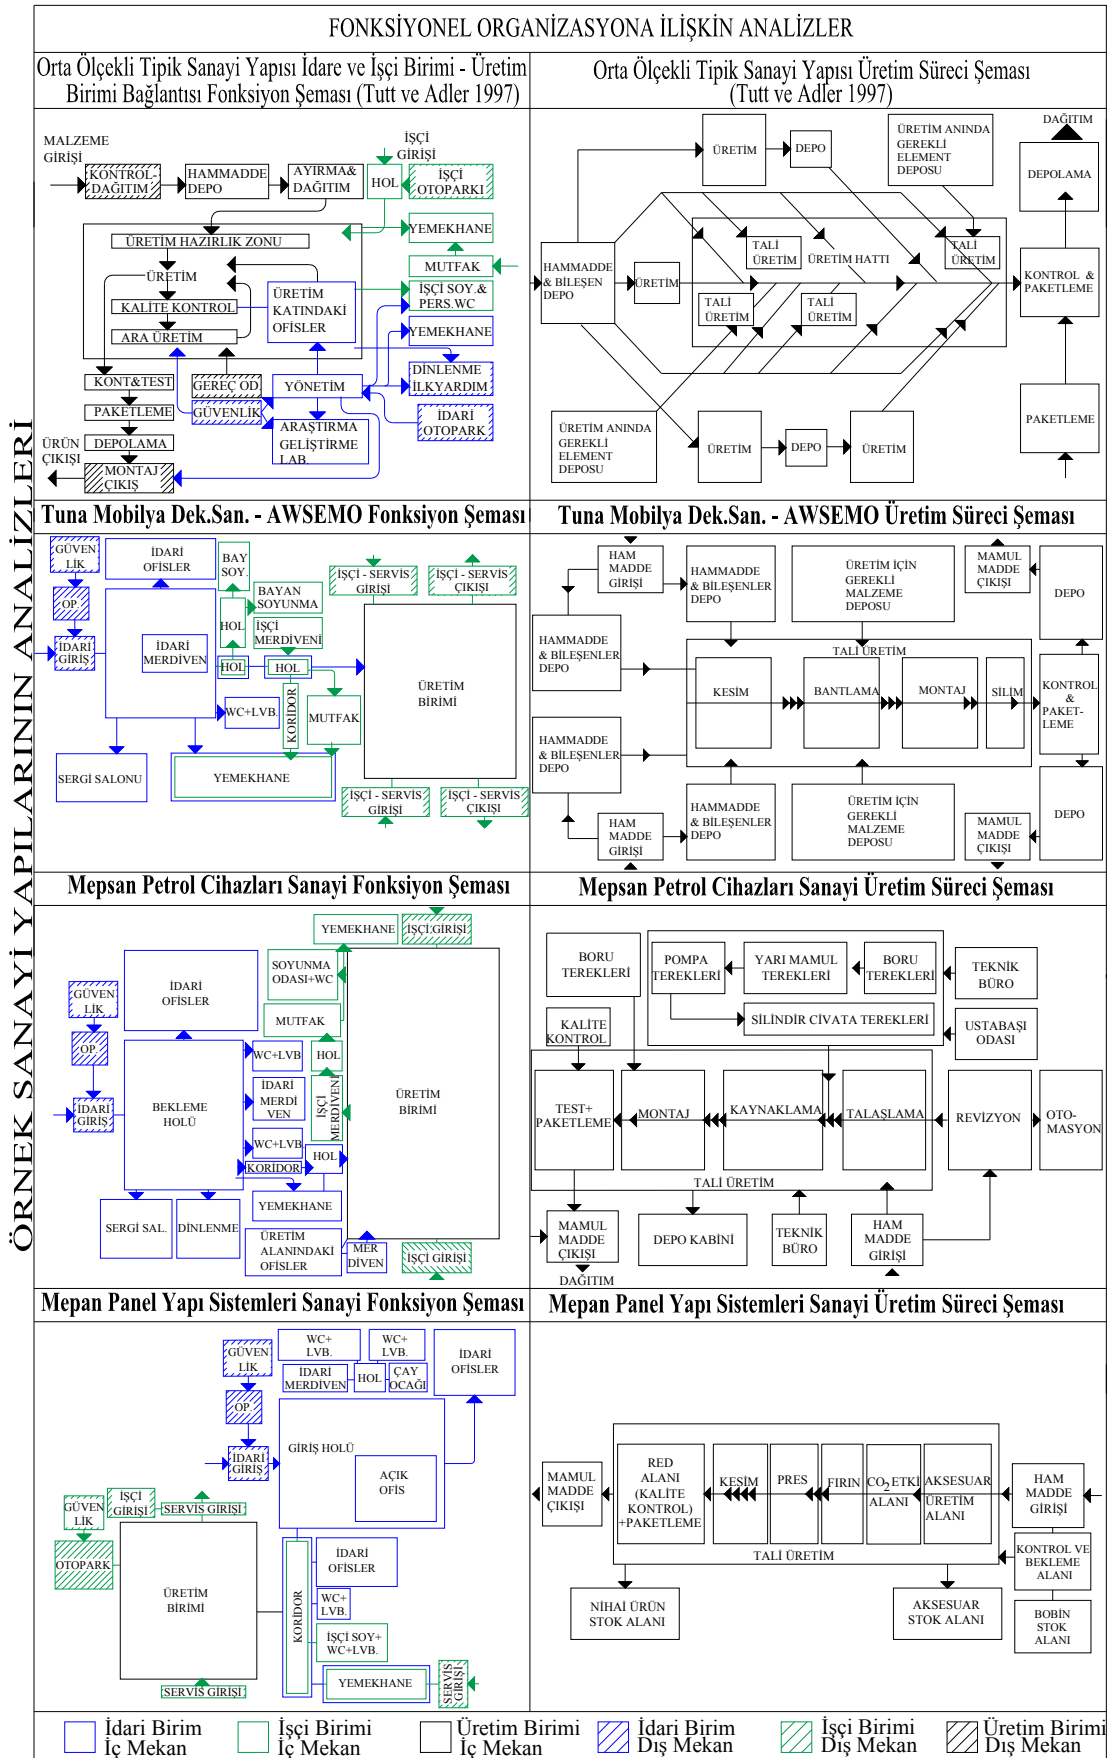 ÖRNEK SANAYİ YAPILARININ ANALİZLERİ
FONKSİYONEL ORGANİZASYONA İLİŞKİN ANALİZLER
Orta Ölçekli Tipik Sanayi Yapısı İdare ve İşçi Birimi - Üretim
Birimi Bağlantısı Fonksiyon Şeması (Tutt ve Adler 1997)
MALZEME
GİRİŞİ
İŞÇİ
GİRİŞİ
KONTROL-
DAĞITIM
HAMMADDE
DEPO
AYIRMA&
DAĞITIM
HOL
İŞÇİ
OTOPARKI
YEMEKHANE
ÜRETİM HAZIRLIK ZONU
MUTFAK
ÜRETİM
KALİTE KONTROL
ARA ÜRETİM
ÜRETİM
KATINDAKİ
OFİSLER
İŞÇİ SOY.&
PERS.WC
YEMEKHANE
KONT&TEST
GEREÇ OD.
YÖNETİM
DİNLENME
İLKYARDIM
PAKETLEME
GÜVENLİK
İDARİ
OTOPARK
ÜRÜN
ÇIKIŞI
DEPOLAMA
ARAŞTIRMA
GELİŞTİRME
LAB.
MONTAJ
ÇIKIŞ
Orta Ölçekli Tipik Sanayi Yapısı Üretim Süreci Şeması
(Tutt ve Adler 1997)
DAĞITIM
ÜRETİM
DEPO
ÜRETİM ANINDA
GEREKLİ
ELEMENT
DEPOSU
DEPOLAMA
HAMMADDE
& BİLEŞEN
DEPO
ÜRETİM
TALİ
ÜRETİM
ÜRETİM HATTI
TALİ
ÜRETİM
KONTROL &
PAKETLEME
TALİ
ÜRETİM
TALİ
ÜRETİM
PAKETLEME
ÜRETİM ANINDA
GEREKLİ
ELEMENT
DEPOSU
ÜRETİM
DEPO
ÜRETİM
Tuna Mobilya Dek.San. - AWSEMO Fonksiyon Şeması
GÜVEN
LİK
İDARİ
OFİSLER
BAY
SOY.
İŞÇİ - SERVİS
GİRİŞİ
İŞÇİ - SERVİS
ÇIKIŞI
OP.
BAYAN
SOYUNMA
HOL
İŞÇİ
MERDİVENİ
İDARİ
GİRİŞ
İDARİ
MERDİVEN
HOL
HOL
ÜRETİM
BİRİMİ
WC+LVB.
KORİDOR
MUTFAK
SERGİ SALONU
YEMEKHANE
İŞÇİ - SERVİS
GİRİŞİ
İŞÇİ - SERVİS
ÇIKIŞI
Tuna Mobilya Dek.San. - AWSEMO Üretim Süreci Şeması
HAM
MADDE
GİRİŞİ
HAMMADDE
& BİLEŞENLER
DEPO
ÜRETİM İÇİN
GEREKLİ
MALZEME
DEPOSU
MAMUL
MADDE
ÇIKIŞI
DEPO
HAMMADDE
& BİLEŞENLER
DEPO
TALİ ÜRETİM
KESİM
BANTLAMA
MONTAJ
SİLİM
KONTROL
&
PAKET-
LEME
HAMMADDE
& BİLEŞENLER
DEPO
HAM
MADDE
GİRİŞİ
HAMMADDE
& BİLEŞENLER
DEPO
ÜRETİM İÇİN
GEREKLİ
MALZEME
DEPOSU
MAMUL
MADDE
ÇIKIŞI
DEPO
Mepsan Petrol Cihazları Sanayi Fonksiyon Şeması
YEMEKHANE
İŞÇİ GİRİŞİ
SOYUNMA
ODASI+WC
İDARİ
OFİSLER
GÜVEN
LİK
MUTFAK
OP.
WC+LVB
HOL
İDARİ
GİRİŞ
BEKLEME
HOLÜ
İDARİ
MERDİ
VEN
İŞÇİ
MERDİVENİ
ÜRETİM
BİRİMİ
WC+LVB
KORİDOR
HOL
YEMEKHANE
SERGİ SAL.
DİNLENME
ÜRETİM
ALANINDAKİ
OFİSLER
MER
DİVEN
İŞÇİ GİRİŞİ
Mepsan Petrol Cihazları Sanayi Üretim Süreci Şeması
BORU
TEREKLERİ
POMPA
TEREKLERİ
YARI MAMUL
TEREKLERİ
BORU
TEREKLERİ
TEKNİK
BÜRO
KALİTE
KONTROL
SİLİNDİR CİVATA TEREKLERİ
USTABAŞI
ODASI
TEST+
PAKETLEME
MONTAJ
KAYNAKLAMA
TALAŞLAMA
REVİZYON
OTO-
MASYON
TALİ ÜRETİM
MAMUL
MADDE
ÇIKIŞI
DEPO KABİNİ
TEKNİK
BÜRO
HAM
MADDE
GİRİŞİ
DAĞITIM
Mepan Panel Yapı Sistemleri Sanayi Fonksiyon Şeması
GÜVEN
LİK
WC+
LVB.
WC+
LVB.
İDARİ
OFİSLER
İDARİ
MERDİVEN
HOL
ÇAY
OCAĞI
OP.
İDARİ
GİRİŞ
GİRİŞ HOLÜ
AÇIK
OFİS
GÜVEN
LİK
İŞÇİ
GİRİŞİ
SERVİS GİRİŞİ
OTOPARK
ÜRETİM
BİRİMİ
KORİDOR
İDARİ
OFİSLER
WC+
LVB.
İŞÇİ SOY+
WC+LVB.
YEMEKHANE
SERVİS
GİRİŞİ
SERVİS GİRİŞİ
Mepan Panel Yapı Sistemleri Sanayi Üretim Süreci Şeması
MAMUL
MADDE
ÇIKIŞI
RED
ALANI
(KALİTE
KONTROL)
+PAKETLEME
KESİM
PRES
FIRIN
CO2ETKİ
ALANI
AKSESUAR
ÜRETİM
ALANI
HAM
MADDE
GİRİŞİ
TALİ ÜRETİM
KONTROL VE
BEKLEME
ALANI
NİHAİ ÜRÜN
STOK ALANI
AKSESUAR
STOK ALANI
BOBİN
STOK
ALANI
İdari Birim
İç Mekan
İşçi Birimi
İç Mekan
Üretim Birimi
İç Mekan
İdari Birim
Dış Mekan
İşçi Birimi
Dış Mekan
Üretim Birimi
Dış Mekan